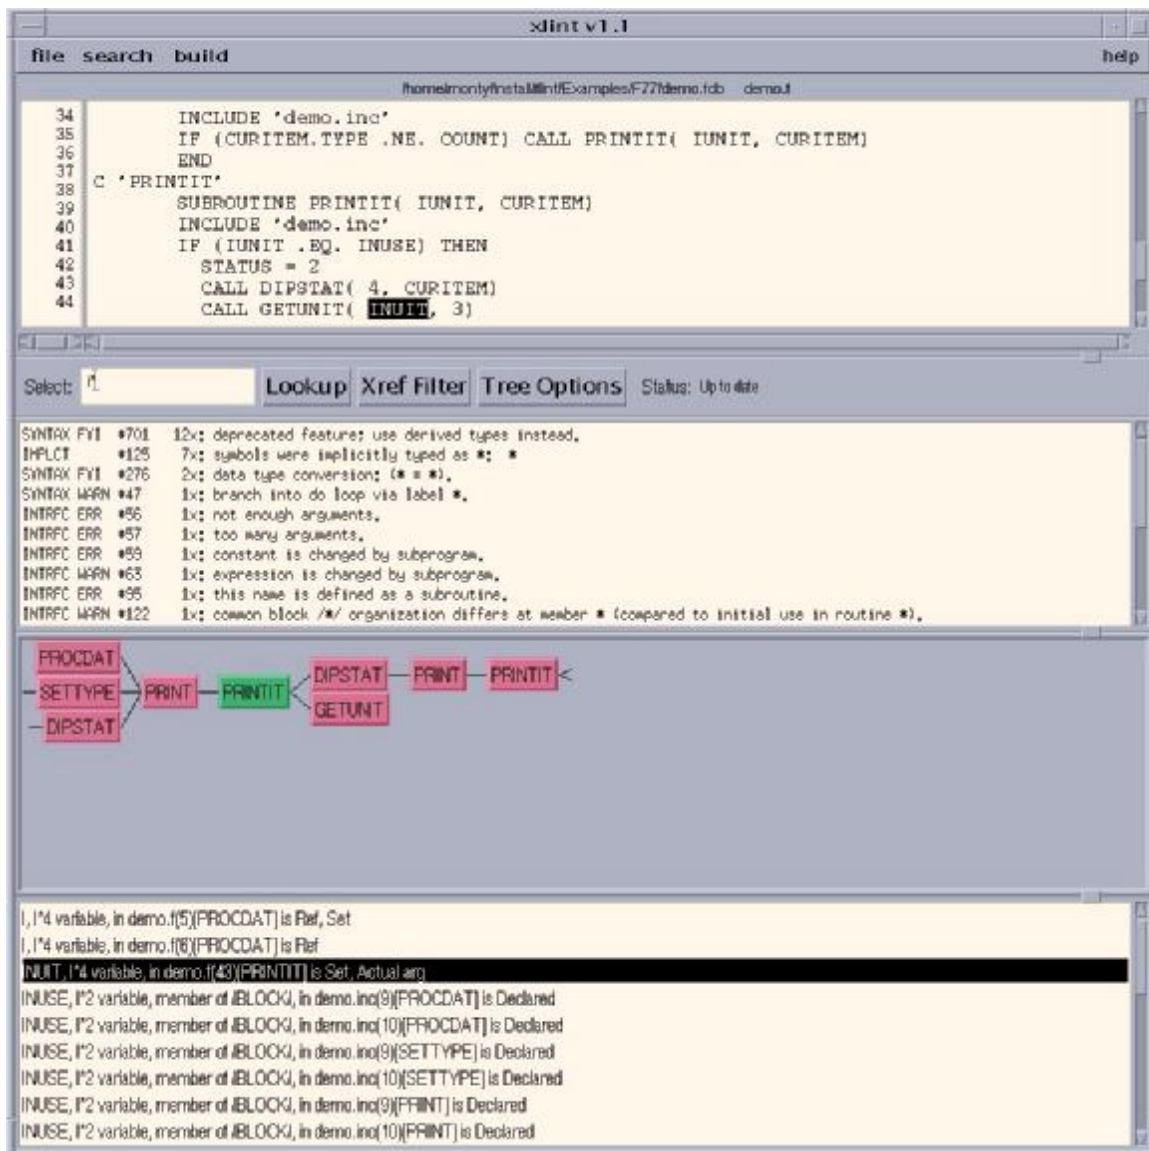 xlint v1.1
file search build help
demo.f
34 INCLUDE 'demo.inc'
35 IF (CURITEM.TYPE .NE. COUNT) CALL PRINTIT( IUNIT, CURITEM)
36 END
37 C 'PRINTIT'
38 SUBROUTINE PRINTIT( IUNIT, CURITEM)
39 INCLUDE 'demo.inc'
40 IF (IUNIT .EQ. INUSE) THEN
41 STATUS = 2
42 CALL DIPSTAT( 4, CURITEM)
43 CALL GETUNIT( INUIT, 3)
44
Select: Lookup Xref Filter Tree Options Status: Up to date
SYNTAX FYI #701 12x: deprecated feature: use derived types instead.
IMPLCT #125 7x: symbols were implicitly typed as *: *
SYNTAX FYI #276 2x: data type conversion: (* = *).
SYNTAX WARN #47 1x: branch into do loop via label *.
INTRFC ERR #56 1x: not enough arguments.
INTRFC ERR #57 1x: too many arguments.
INTRFC ERR #59 1x: constant is changed by subprogram.
INTRFC WARN #63 1x: expression is changed by subprogram.
INTRFC ERR #95 1x: this name is defined as a subroutine.
INTRFC WARN #122 1x: common block /*/ organization differs at member * (compared to initial use in routine *).
PROCDAT
SETTYPE PRINT PRINTIT DIPSTAT PRINT PRINTIT
DIPSTAT GETUNIT
I, I*4 variable, in demo.f(5)[PROCDAT] is Ref, Set
I, I*4 variable, in demo.f(6)[PROCDAT] is Ref
INUIT, I*4 variable, in demo.f(43)[PRINTIT] is Set, Actual arg
INUSE, I*2 variable, member of /BLOCK/, in demo.inc(9)[PROCDAT] is Declared
INUSE, I*2 variable, member of /BLOCK/, in demo.inc(10)[PROCDAT] is Declared
INUSE, I*2 variable, member of /BLOCK/, in demo.inc(9)[SETTYPE] is Declared
INUSE, I*2 variable, member of /BLOCK/, in demo.inc(10)[SETTYPE] is Declared
INUSE, I*2 variable, member of /BLOCK/, in demo.inc(9)[PRINT] is Declared
INUSE, I*2 variable, member of /BLOCK/, in demo.inc(10)[PRINT] is Declared